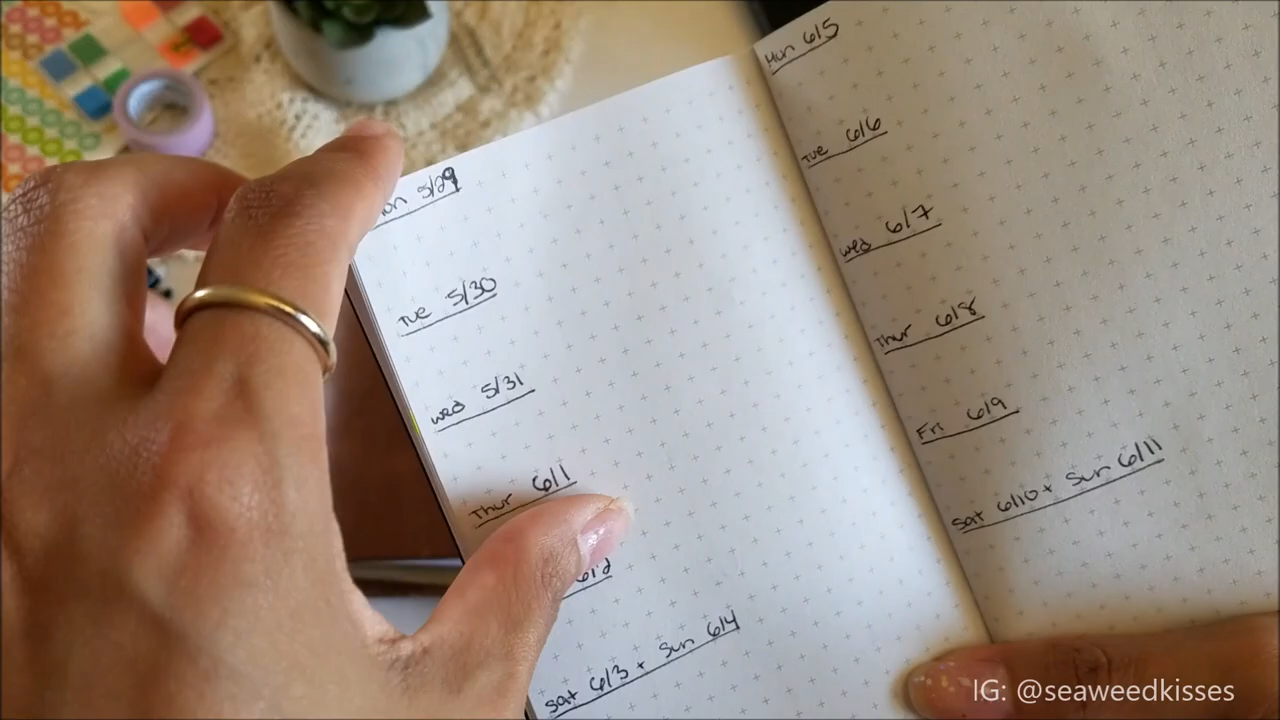 5/29
Tue 5/30
Wed 5/31
Thur 6/1
6/2
Sat 6/3 + Sun 6/4
Mon 6/5
Tue 6/6
Wed 6/7
Thur 6/8
Fri 6/9
Sat 6/10 + Sun 6/11
IG: @seaweedkisses